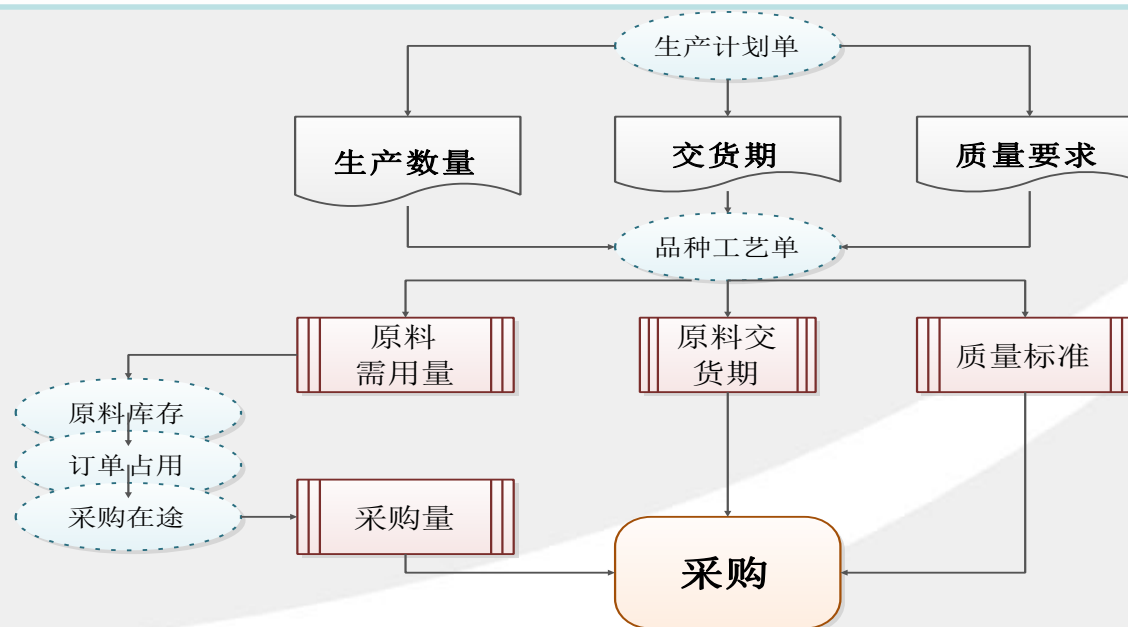 生产计划单
生产数量
交货期
质量要求
品种工艺单
原料
需用量
原料交
货期
质量标准
原料库存
订单占用
采购在途
采购量
采购